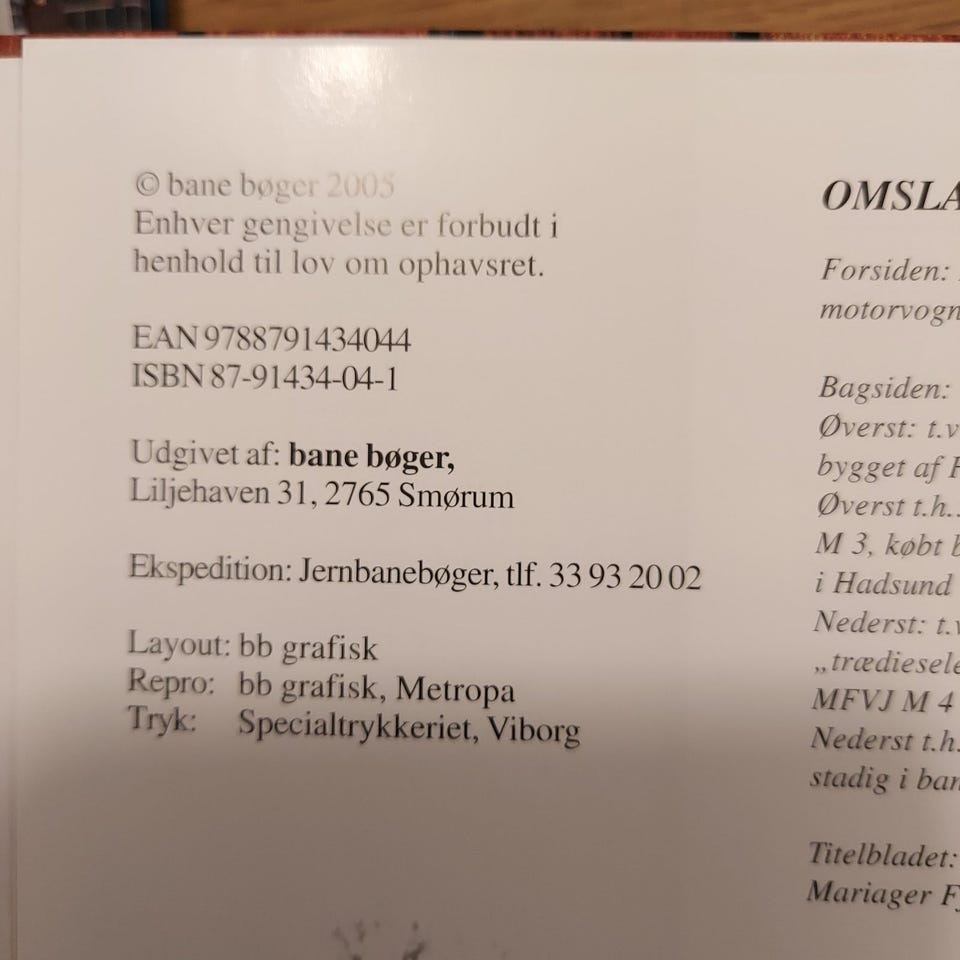 © bane bøger 2005
Enhver gengivelse er forbudt i
henhold til lov om ophavsret.
EAN 9788791434044
ISBN 87-91434-04-1
Udgivet af: bane bøger,
Liljehaven 31, 2765 Smørum
Ekspedition: Jernbanebøger, tlf. 33 93 20 02
Layout: bb grafisk
Repro: bb grafisk, Metropa
Tryk: Specialtrykkeriet, Viborg
OMSLA
Forsiden:
motorvogn
Bagsiden:
Øverst: t.v
bygget af F
Øverst t.h.
M 3, købt b
i Hadsund
Nederst: t.v
„trædiesele
MFVJ M 4
Nederst t.h.
stadig i ban
Titelbladet:
Mariager Fj